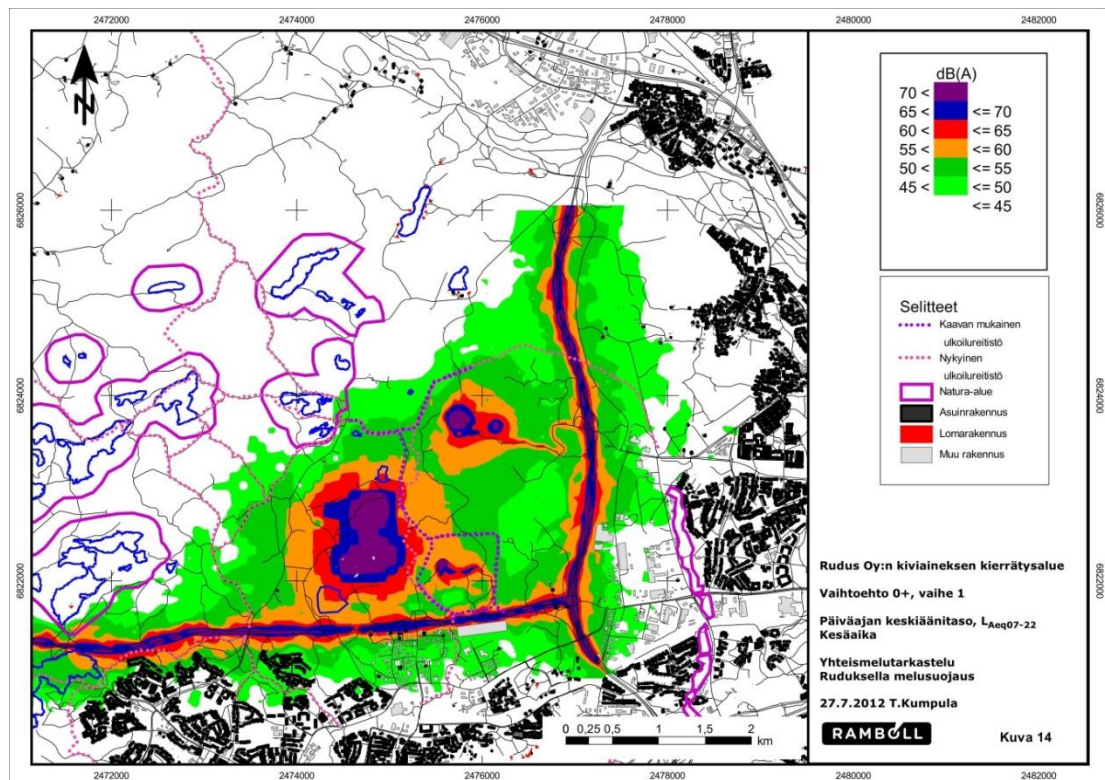 2472000 2474000 2476000 2478000 2480000 2482000
6826000
6824000
6822000
6826000
6824000
6822000
N
dB(A)
70 <
65 < <= 70
60 < <= 65
55 < <= 60
50 < <= 55
45 < <= 50
<= 45
Selitteet
Kaavan mukainen
ulkoilureitistö
Nykyinen
ulkoilureitistö
Natura-alue
Asuinrakennus
Lomarakennus
Muu rakennus
Rudus Oy:n kiviaineksen kierrätysalue
Vaihtoehto 0+, vaihe 1
Päiväajan keskiäänitaso, LAeq07-22
Kesäaika
Yhteismelutarkastelu
Ruduksella melusuojaus
27.7.2012 T.Kumpula
RAMBOLL
Kuva 14
0 0,25 0,5 1 1,5 2
km
2472000 2474000 2476000 2478000 2480000 2482000